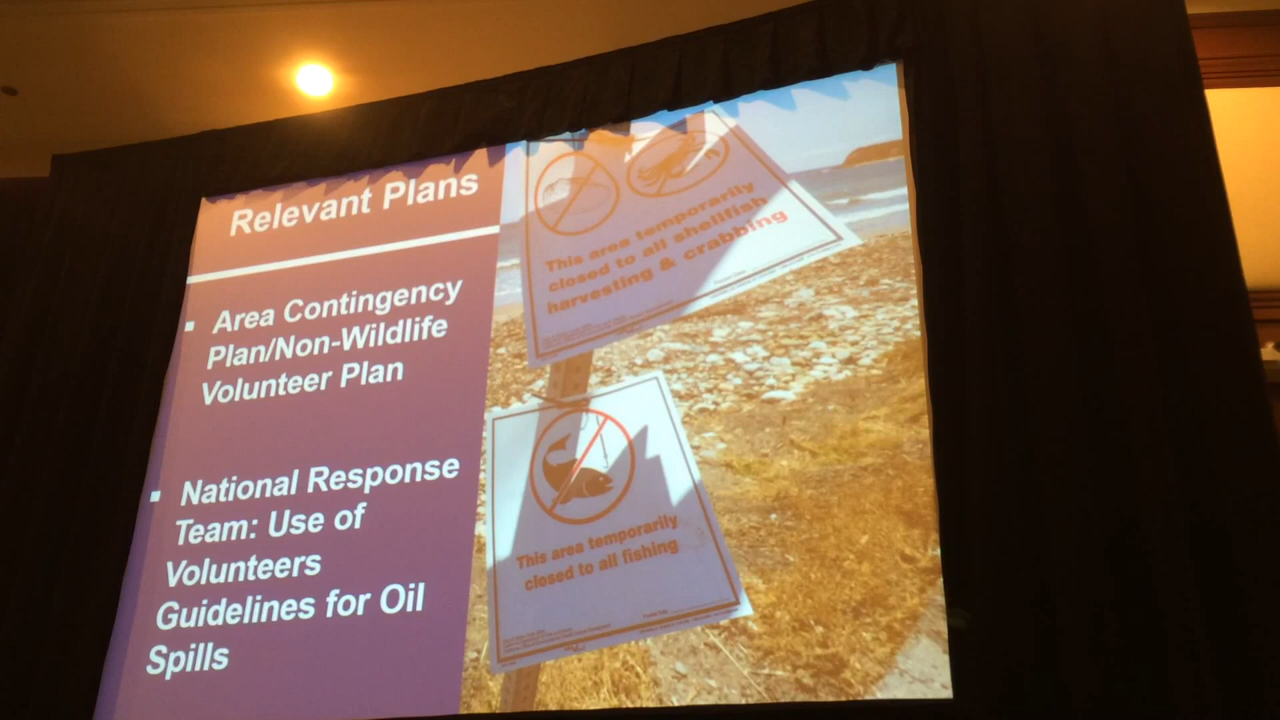 Relevant Plans
▪ Area Contingency
Plan/Non-Wildlife
Volunteer Plan
▪ National Response
Team: Use of
Volunteers
Guidelines for Oil
Spills
This area temporarily
closed to all shellfish
harvesting & crabbing
This area temporarily
closed to all fishing